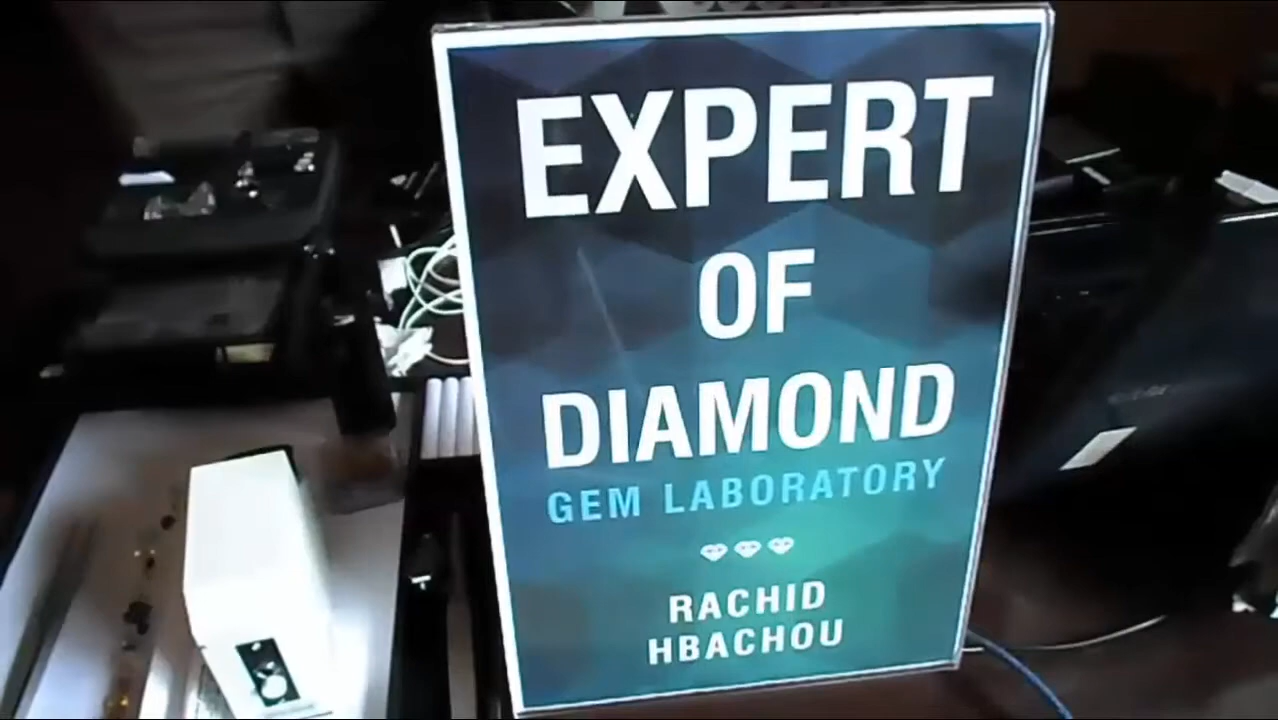 EXPERT
OF
DIAMOND
GEM LABORATORY
RACHID
HBACHOU